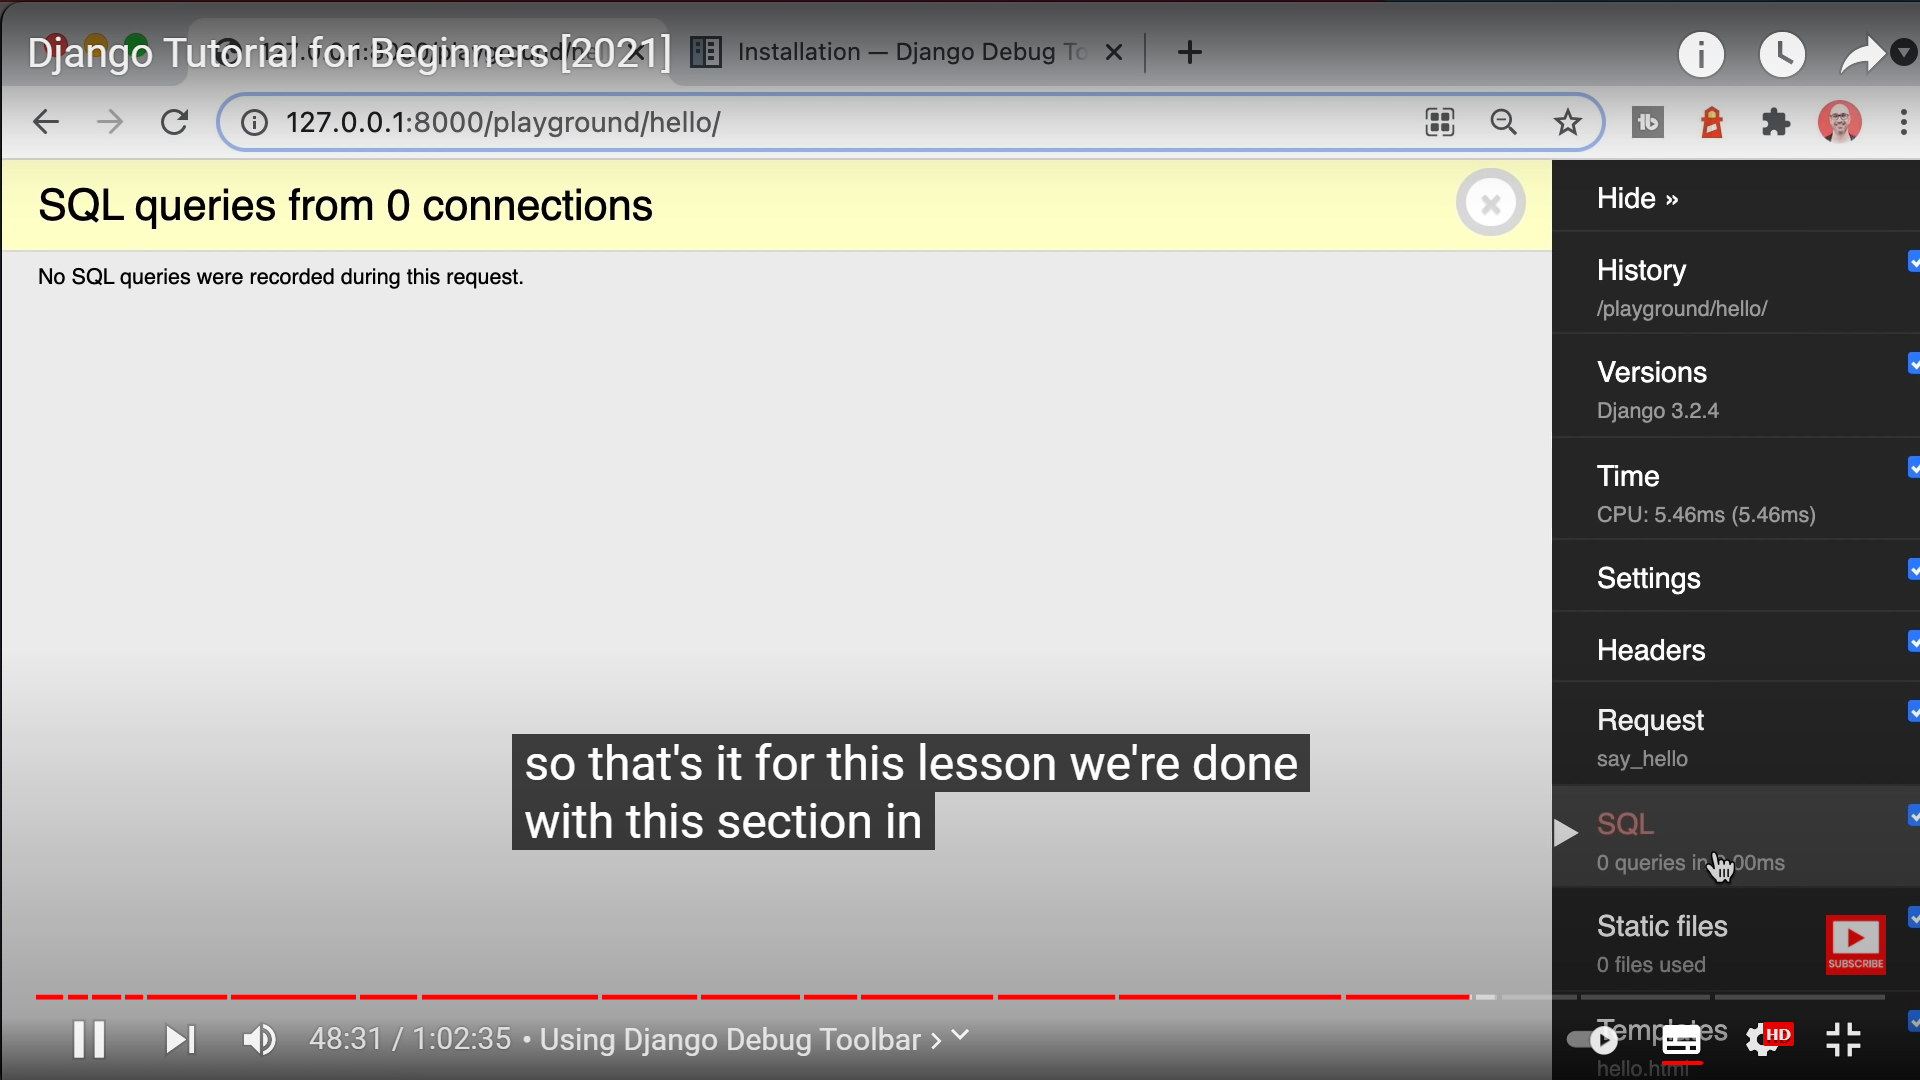 Django Tutorial for Beginners [2021]
Installation — Django Debug To
127.0.0.1:8000/playground/hello/
SQL queries from 0 connections
No SQL queries were recorded during this request.
Hide »
History
/playground/hello/
Versions
Django 3.2.4
Time
CPU: 5.46ms (5.46ms)
Settings
Headers
Request
say_hello
SQL
0 queries in 00ms
Static files
0 files used
Templates
hello.html
so that's it for this lesson we're done
with this section in
SUBSCRIBE
48:31 / 1:02:35 • Using Django Debug Toolbar
HD